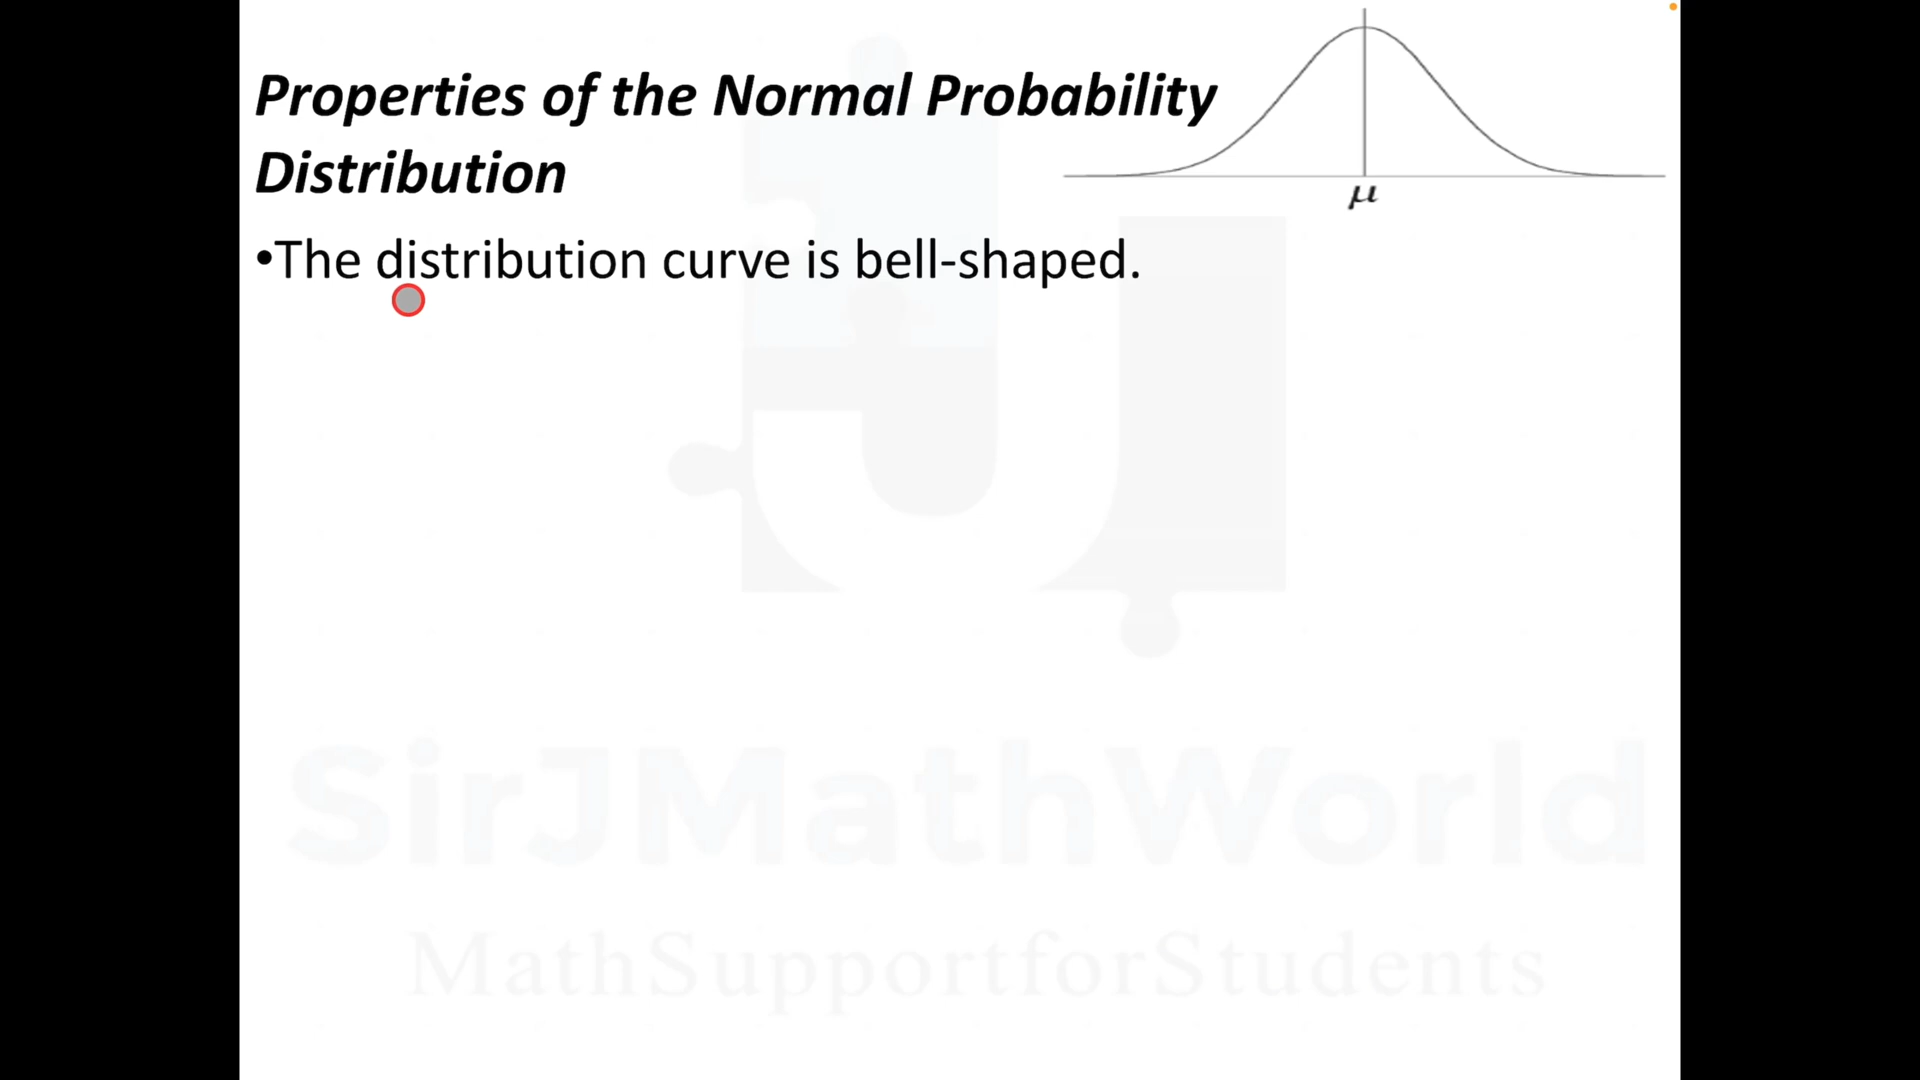 Properties of the Normal Probability
Distribution
μ
•The distribution curve is bell-shaped.
SirJMathWorld
MathSupportforStudents